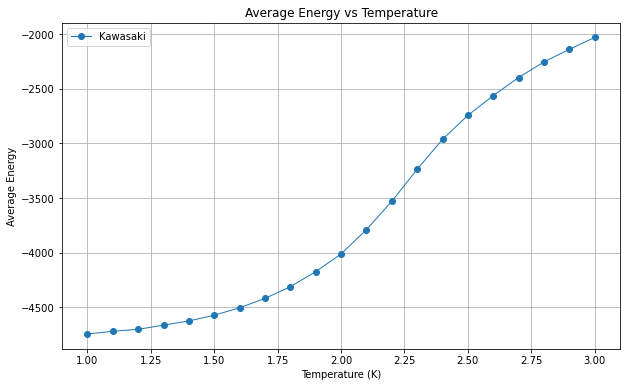 Average Energy vs Temperature
Kawasaki
Average Energy
−2000
−2500
−3000
−3500
−4000
−4500
1.00 1.25 1.50 1.75 2.00 2.25 2.50 2.75 3.00
Temperature (K)